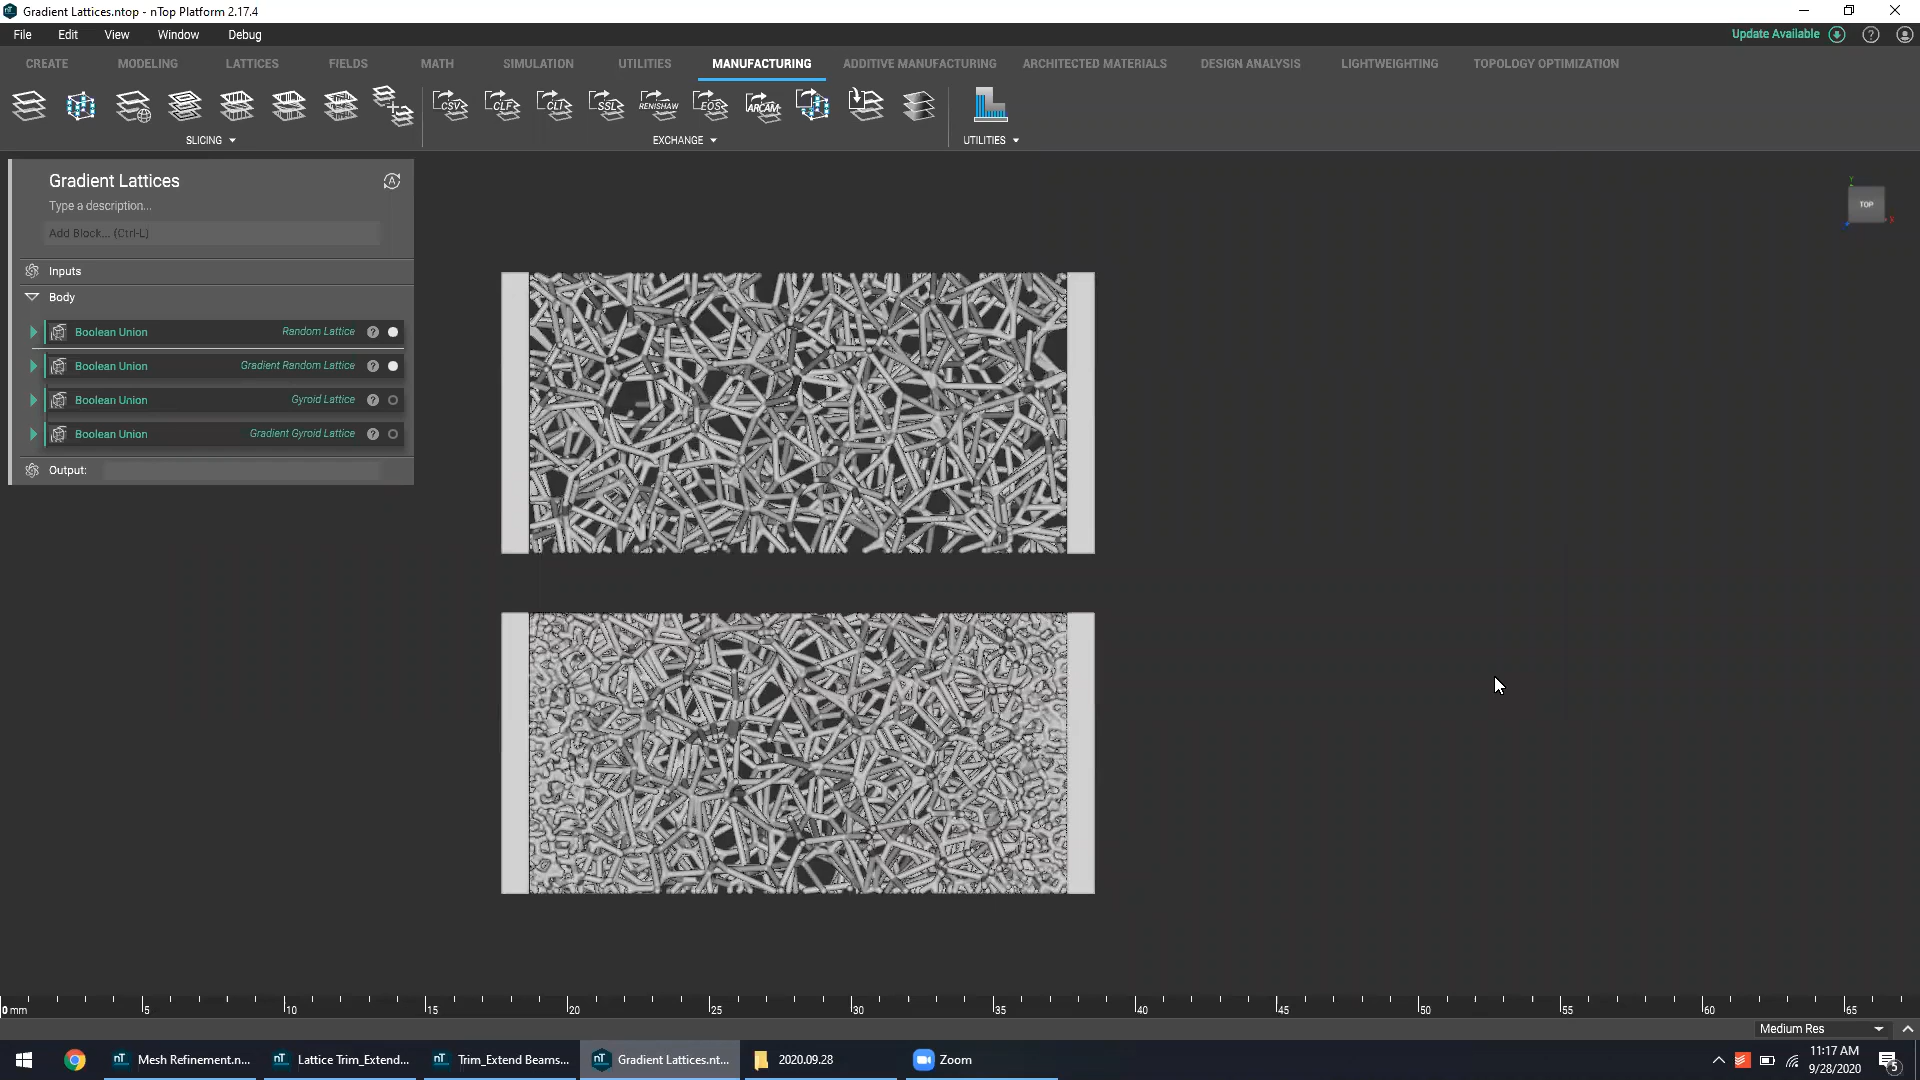 Gradient Lattices.ntop - nTop Platform 2.17.4
File Edit View Window Debug
Update Available
CREATE MODELING LATTICES FIELDS MATH SIMULATION UTILITIES MANUFACTURING ADDITIVE MANUFACTURING ARCHITECTED MATERIALS DESIGN ANALYSIS LIGHTWEIGHTING TOPOLOGY OPTIMIZATION
CSV CLF CLI SSL RENISHAW EOS ARCAM
SLICING EXCHANGE UTILITIES
Gradient Lattices
Type a description...
Add Block... (Ctrl-L)
Inputs
Body
Boolean Union Random Lattice
Boolean Union Gradient Random Lattice
Boolean Union Gyroid Lattice
Boolean Union Gradient Gyroid Lattice
Output:
Y
TOP
X
0 mm 5 10 15 20 25 30 35 40 45 50 55 60 65
Medium Res
nT Mesh Refinement.n... nT Lattice Trim_Extend... nT Trim_Extend Beams... nT Gradient Lattices.nt... 2020.09.28 Zoom
11:17 AM
9/28/2020
5